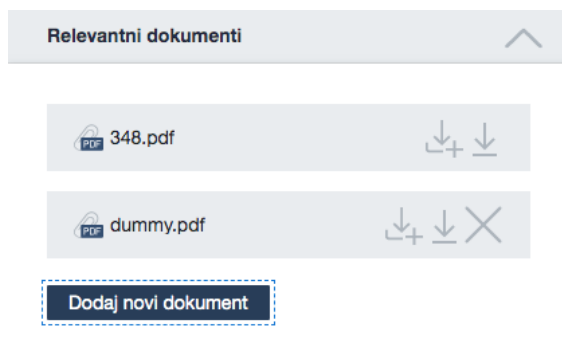 Relevantni dokumenti
PDF 348.pdf
PDF dummy.pdf
Dodaj novi dokument